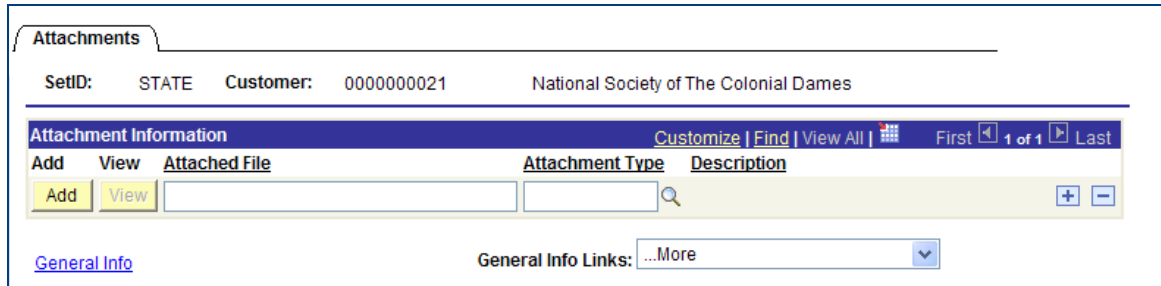 Attachments
SetID: STATE Customer: 0000000021 National Society of The Colonial Dames
Attachment Information Customize | Find | View All | First 1 of 1 Last
Add View Attached File Attachment Type Description
Add View
General Info General Info Links: ...More